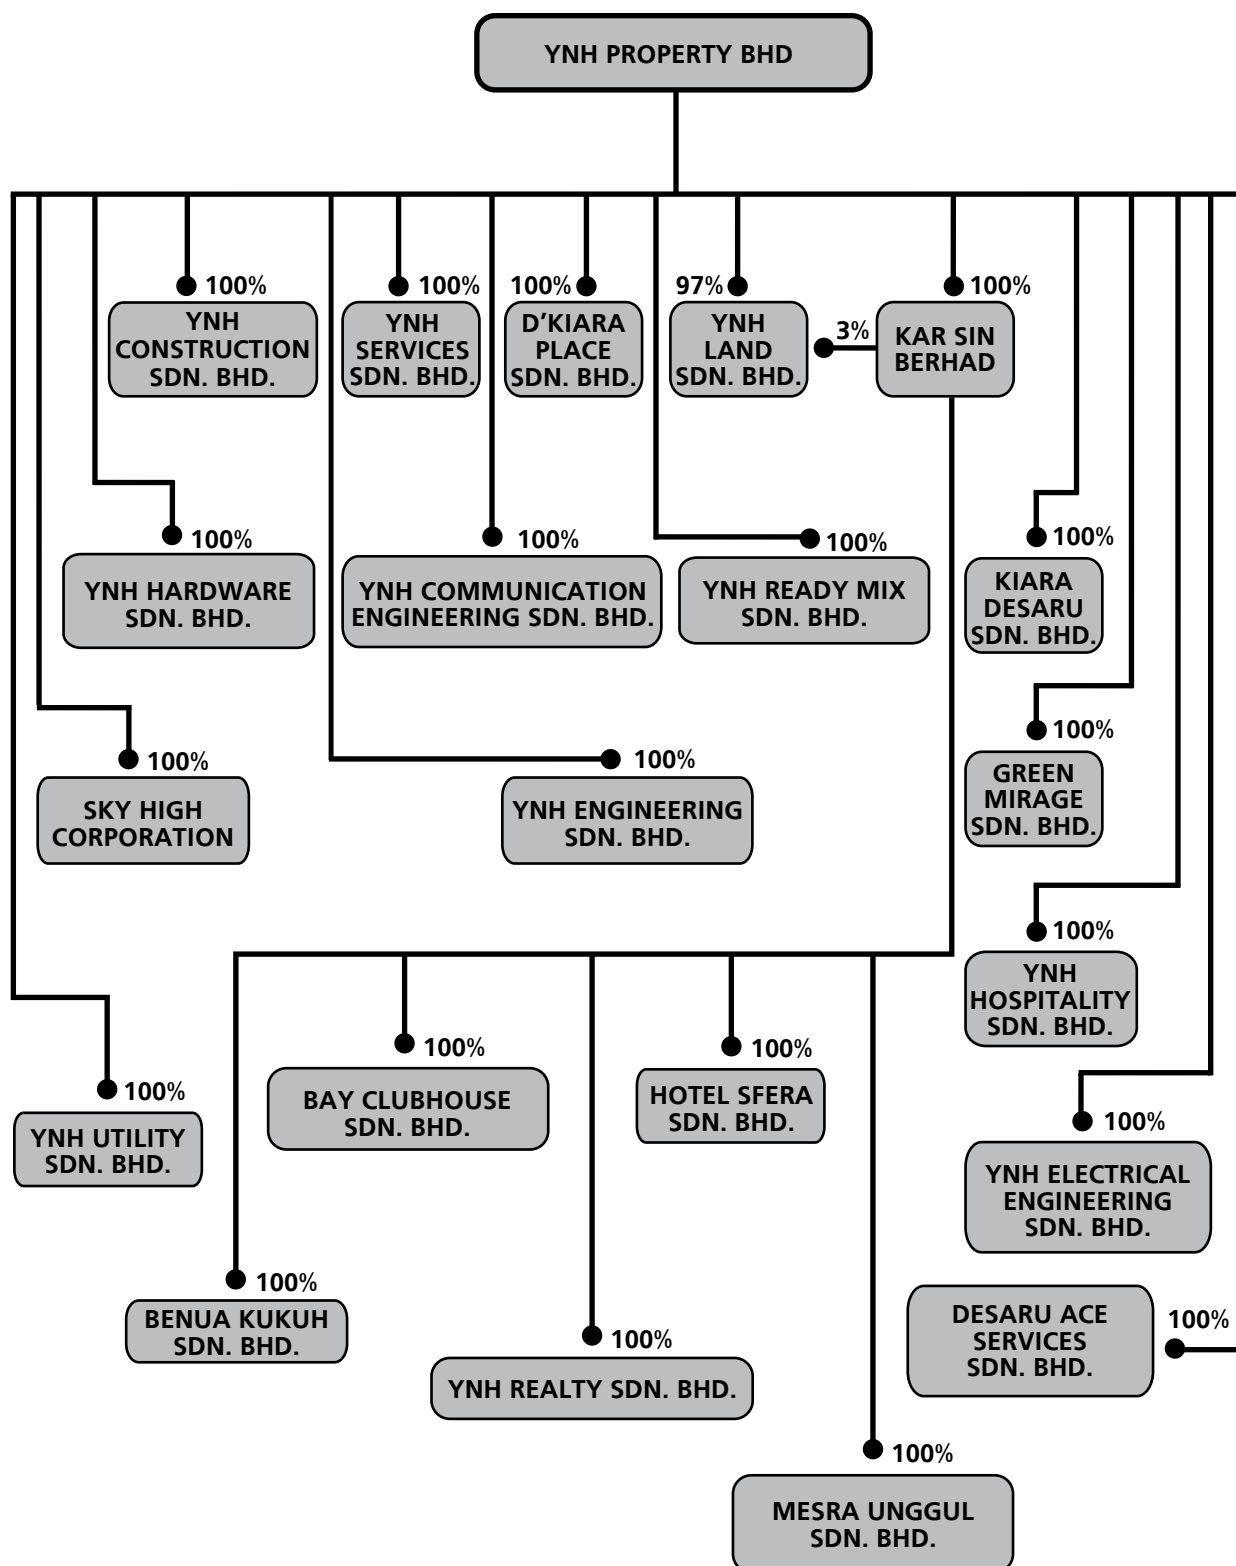 YNH PROPERTY BHD
100%
YNH
CONSTRUCTION
SDN. BHD.
100%
YNH
SERVICES
SDN. BHD.
100%
D'KIARA
PLACE
SDN. BHD.
97%
YNH
LAND
SDN. BHD.
3%
100%
KAR SIN
BERHAD
100%
YNH HARDWARE
SDN. BHD.
100%
YNH COMMUNICATION
ENGINEERING SDN. BHD.
100%
YNH READY MIX
SDN. BHD.
100%
KIARA
DESARU
SDN. BHD.
100%
SKY HIGH
CORPORATION
100%
YNH ENGINEERING
SDN. BHD.
100%
GREEN
MIRAGE
SDN. BHD.
100%
YNH
HOSPITALITY
SDN. BHD.
100%
YNH UTILITY
SDN. BHD.
100%
BAY CLUBHOUSE
SDN. BHD.
100%
HOTEL SFERA
SDN. BHD.
100%
YNH ELECTRICAL
ENGINEERING
SDN. BHD.
100%
BENUA KUKUH
SDN. BHD.
100%
YNH REALTY SDN. BHD.
DESARU ACE
SERVICES
SDN. BHD.
100%
100%
MESRA UNGGUL
SDN. BHD.